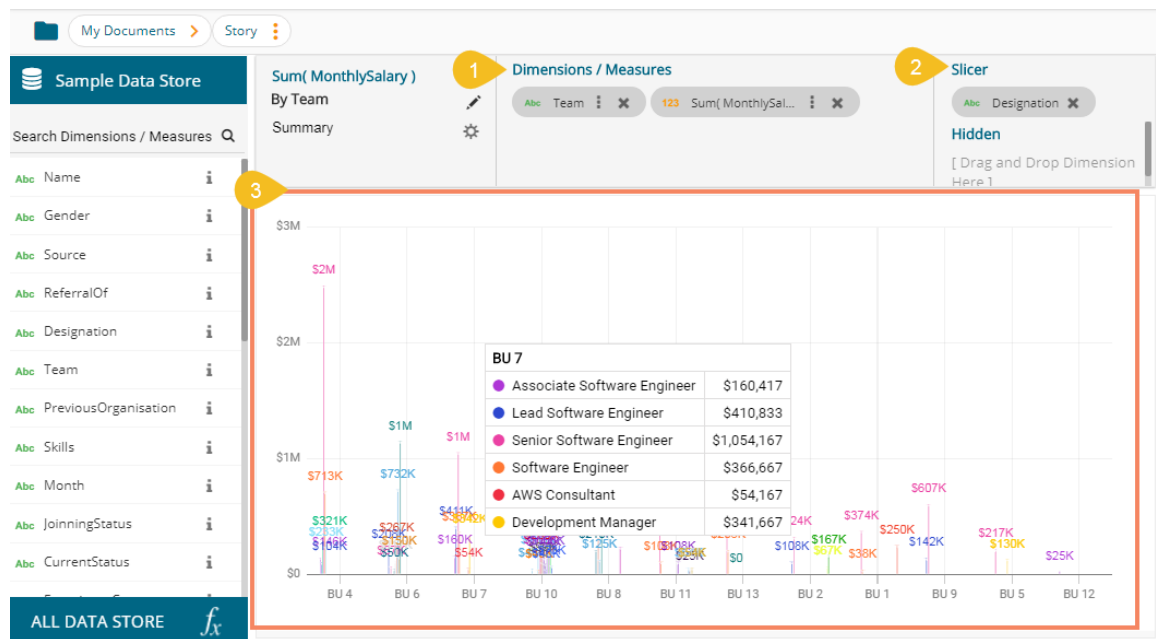 My Documents
Story
Sample Data Store
Search Dimensions / Measures
Abc Name i
Abc Gender i
Abc Source i
Abc ReferralOf i
Abc Designation i
Abc Team i
Abc PreviousOrganisation i
Abc Skills i
Abc Month i
Abc JoinningStatus i
Abc CurrentStatus i
ALL DATA STORE fx
Sum( MonthlySalary )
By Team
Summary
1
Dimensions / Measures
Abc Team
123 Sum( MonthlySal...
2
Slicer
Abc Designation
Hidden
[ Drag and Drop Dimension
Here ]
3
$3M
$2M
$1M
$0
$2M
$713K
$321K
$104K
$1M
$732K
$267K
$208K
$150K
$50K
$1M
$411K
$160K
$54K
BU 7
Associate Software Engineer $160,417
Lead Software Engineer $410,833
Senior Software Engineer $1,054,167
Software Engineer $366,667
AWS Consultant $54,167
Development Manager $341,667
$125K
$0
$108K
$167K
$67K
$374K
$38K
$250K
$607K
$142K
$217K
$130K
$25K
BU 4 BU 6 BU 7 BU 10 BU 8 BU 11 BU 13 BU 2 BU 1 BU 9 BU 5 BU 12